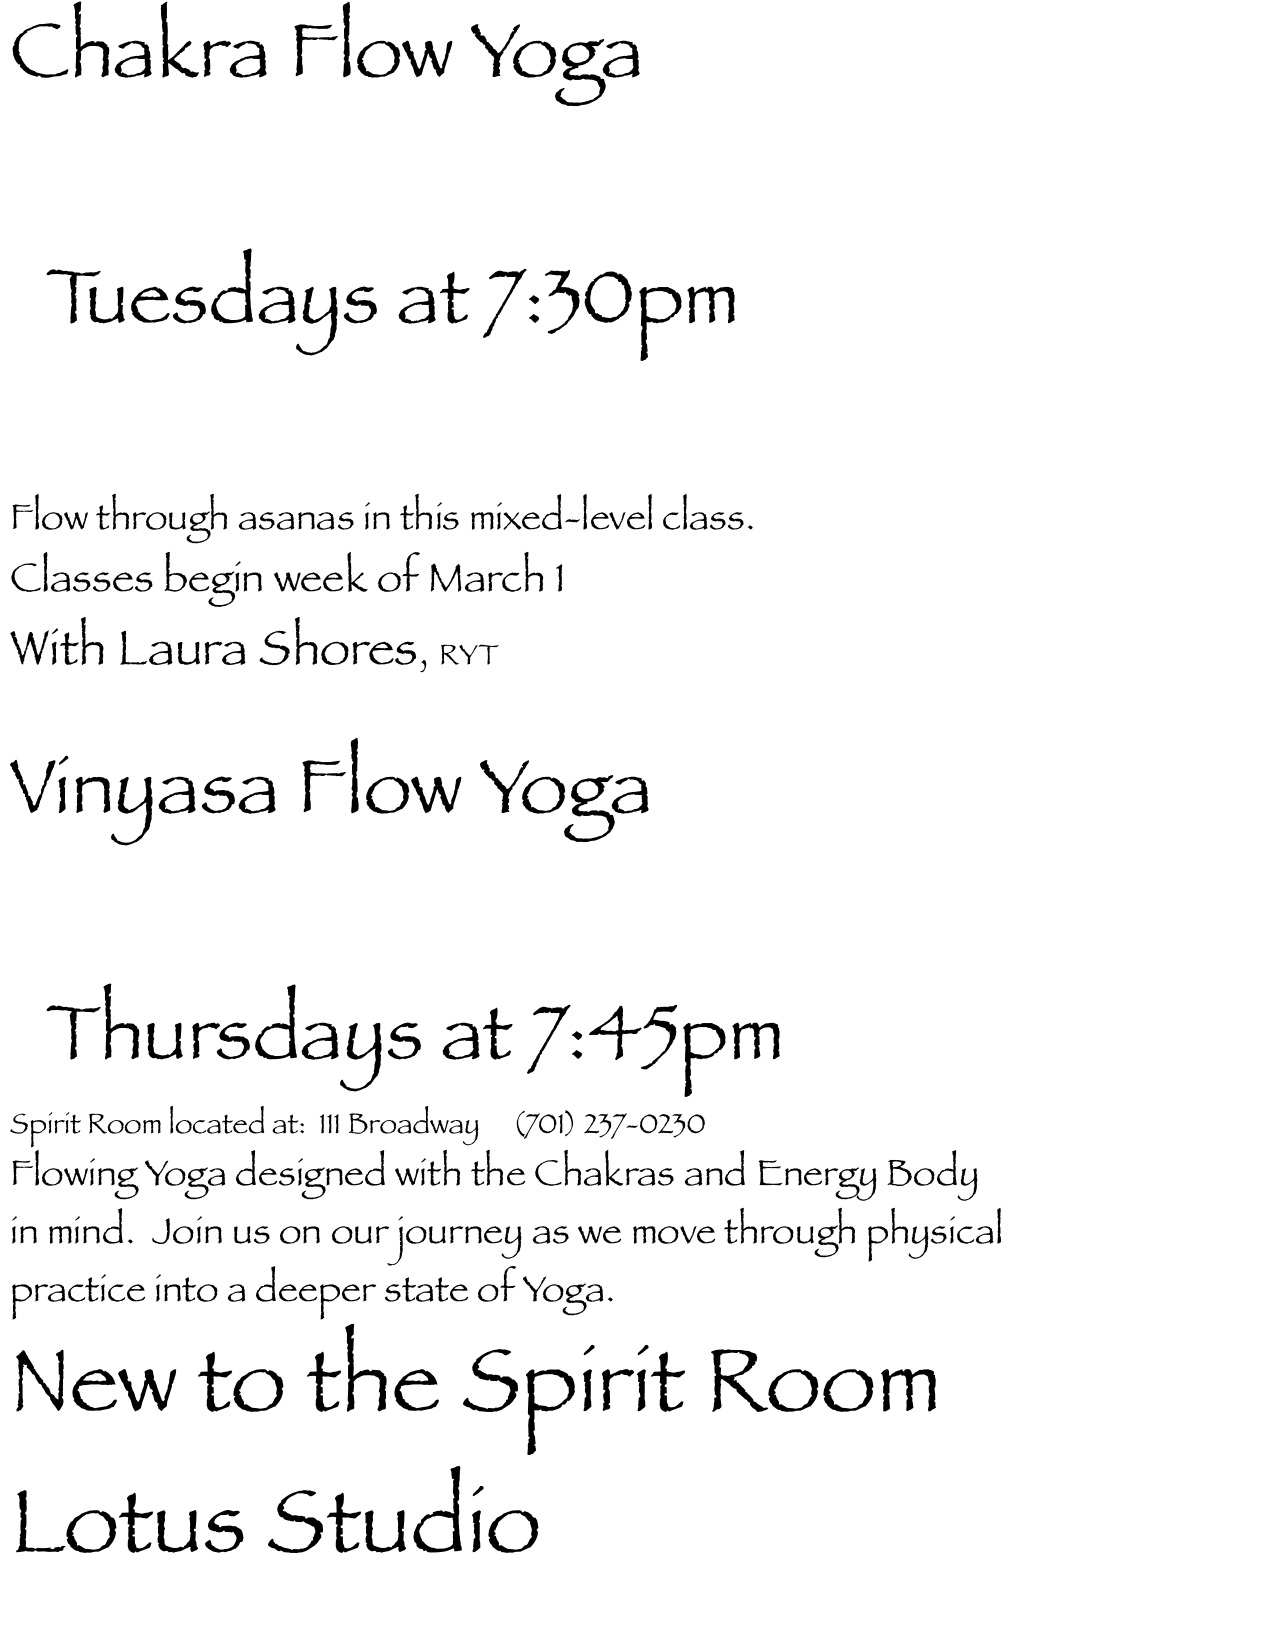 Chakra Flow Yoga
Tuesdays at 7:30pm
Flow through asanas in this mixed-level class.
Classes begin week of March 1
With Laura Shores, RYT
Vinyasa Flow Yoga
Thursdays at 7:45pm
Spirit Room located at: 111 Broadway (701) 237-0230
Flowing Yoga designed with the Chakras and Energy Body
in mind. Join us on our journey as we move through physical
practice into a deeper state of Yoga.
New to the Spirit Room
Lotus Studio